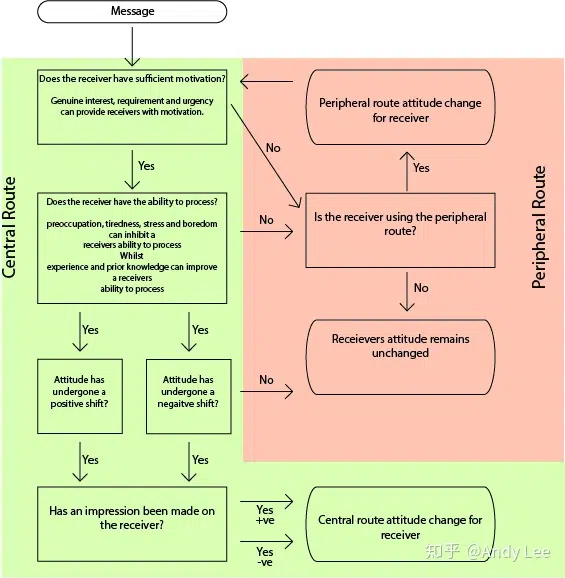 Message
Does the receiver have sufficient motivation?
Genuine interest, requirement and urgency
can provide receivers with motivation.
Peripheral route attitude change
for receiver
No
Yes
Yes
Does the receiver have the ability to process?
preoccupation, tiredness, stress and boredom
can inhibit a
receivers ability to process
Whilst
experience and prior knowledge can improve
a receivers
ability to process
No
Is the receiver using the peripheral
route?
Central Route
Peripheral Route
No
Yes
Yes
Receievers attitude remains
unchanged
Attitude has
undergone a
positive shift?
Attitude has
undergone a
negaitve shift?
No
Yes
Yes
Has an impression been made on
the receiver?
Yes
+ve
Yes
-ve
Central route attitude change for
receiver
知乎 @Andy Lee